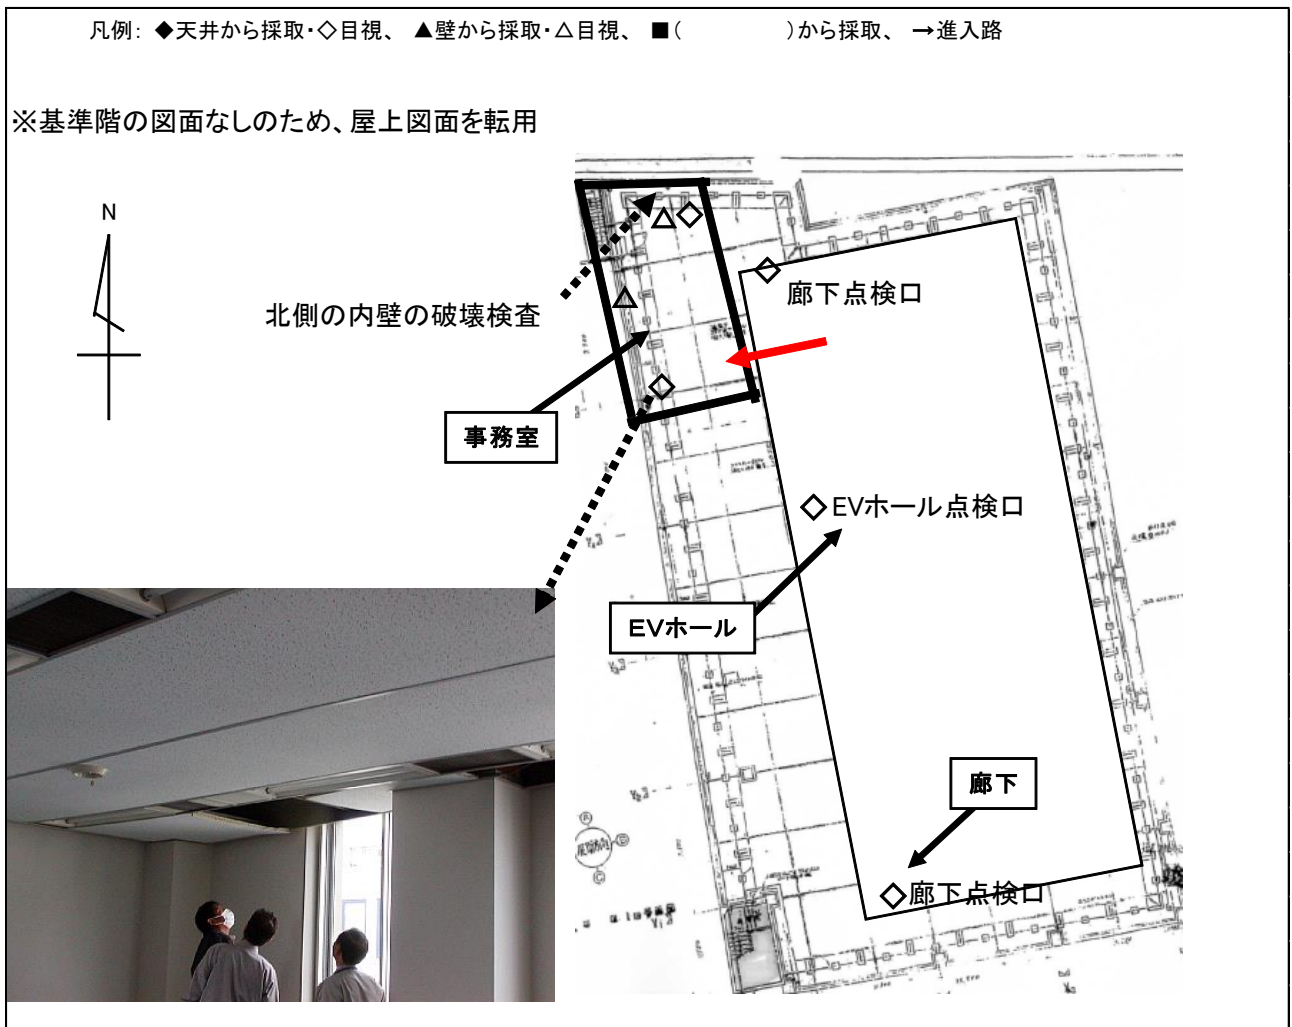 凡例： ◆天井から採取・◇目視、 ▲壁から採取・△目視、 ■（　　　　　）から採取、 →進入路
※基準階の図面なしのため、屋上図面を転用
N
北側の内壁の破壊検査
廊下点検口
事務室
EVホール点検口
EVホール
廊下
廊下点検口